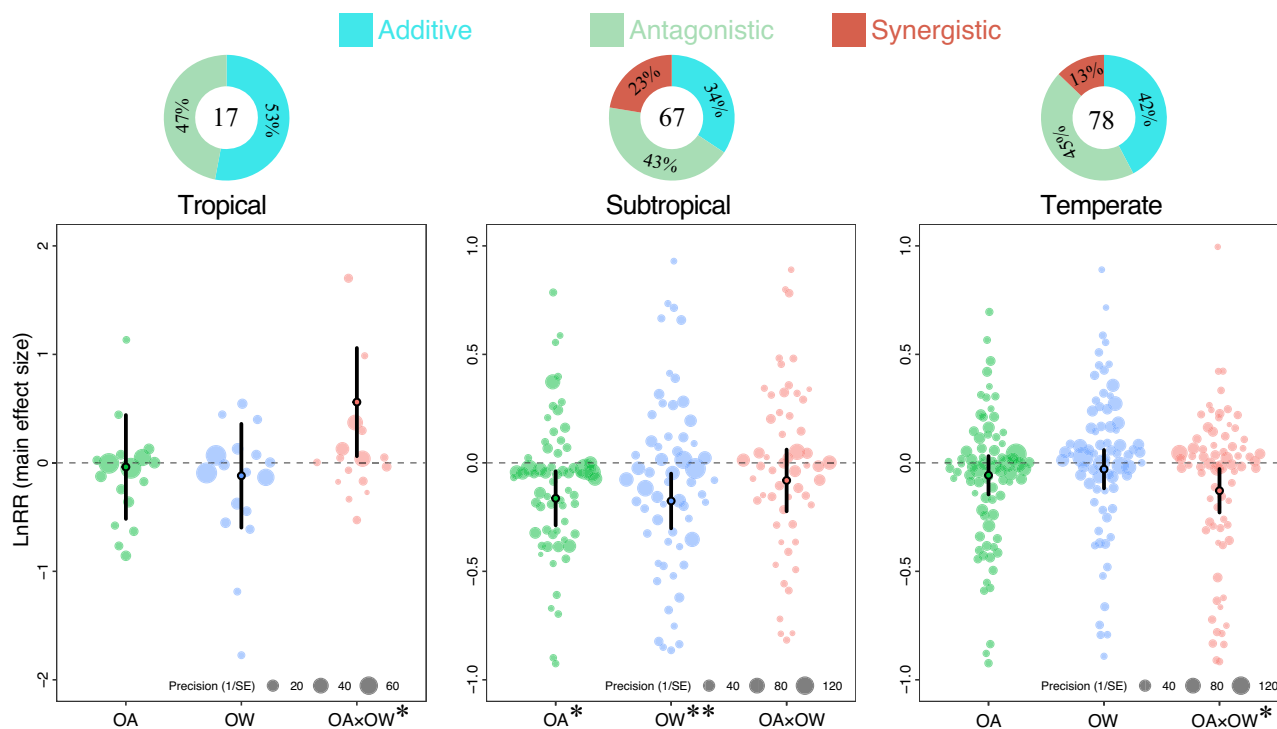 Additive Antagonistic Synergistic
47% 17 53%
23% 34% 67 43%
13% 42% 78 45%
Tropical Subtropical Temperate
LnRR (main effect size)
2
1
0
−1
−2
Precision (1/SE) 20 40 60
OA OW OA×OW*
1.0
0.5
0.0
−0.5
−1.0
Precision (1/SE) 40 80 120
OA* OW** OA×OW
1.0
0.5
0.0
−0.5
−1.0
Precision (1/SE) 40 80 120
OA OW OA×OW*